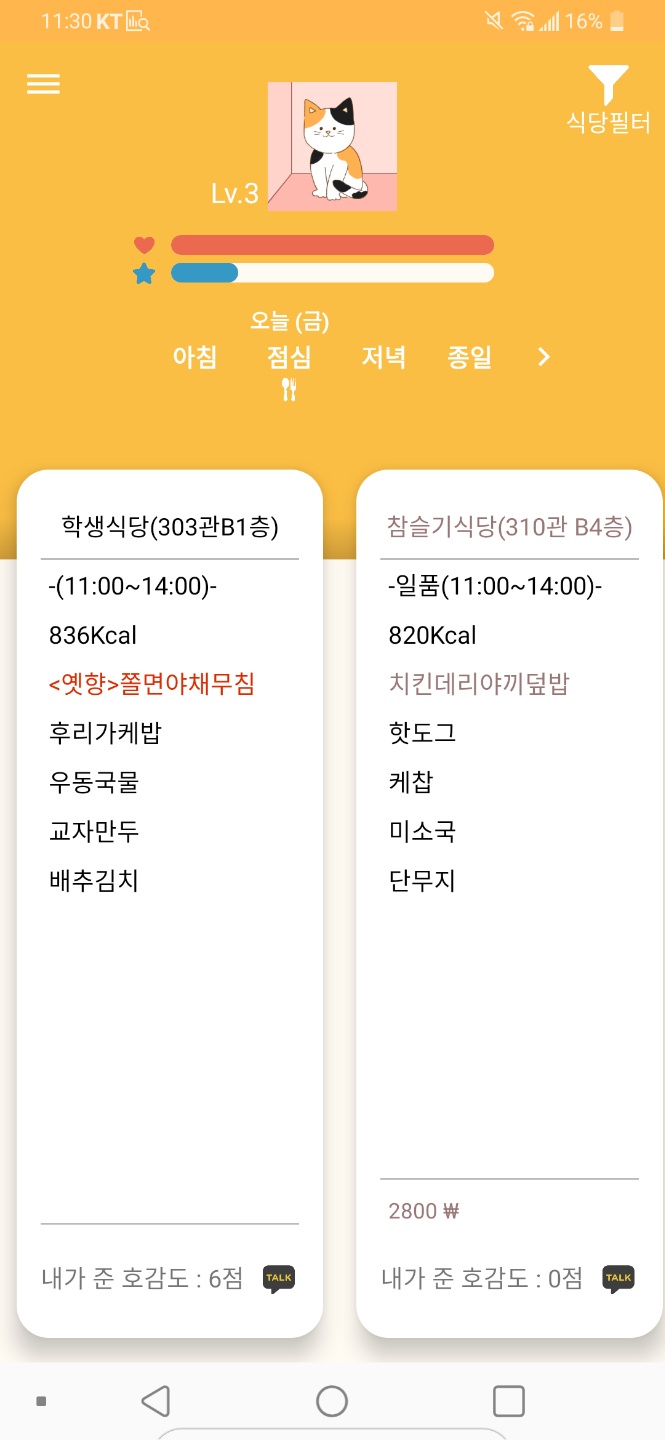 11:30 KT 16%
식당필터
Lv.3
오늘 (금)
아침 점심 저녁 종일
학생식당(303관B1층)
-(11:00~14:00)-
836Kcal
<옛향>쫄면야채무침
후리가케밥
우동국물
교자만두
배추김치
내가 준 호감도 : 6점 TALK
참슬기식당(310관 B4층)
-일품(11:00~14:00)-
820Kcal
치킨데리야끼덮밥
핫도그
케찹
미소국
단무지
2800 ₩
내가 준 호감도 : 0점 TALK